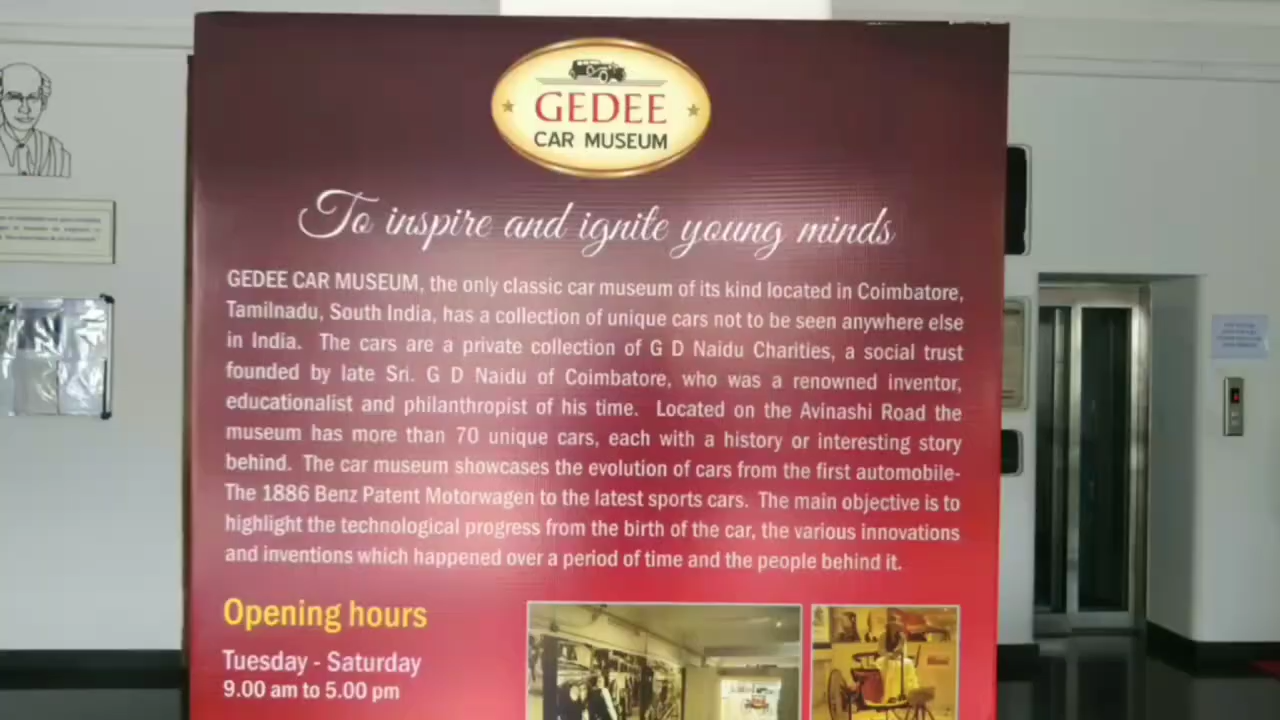 GEDEE
CAR MUSEUM
To inspire and ignite young minds
GEDEE CAR MUSEUM, the only classic car museum of its kind located in Coimbatore,
Tamilnadu, South India, has a collection of unique cars not to be seen anywhere else
in India. The cars are a private collection of G D Naidu Charities, a social trust
founded by late Sri. G D Naidu of Coimbatore, who was a renowned inventor,
educationalist and philanthropist of his time. Located on the Avinashi Road the
museum has more than 70 unique cars, each with a history or interesting story
behind. The car museum showcases the evolution of cars from the first automobile-
The 1886 Benz Patent Motorwagen to the latest sports cars. The main objective is to
highlight the technological progress from the birth of the car, the various innovations
and inventions which happened over a period of time and the people behind it.
Opening hours
Tuesday - Saturday
9.00 am to 5.00 pm